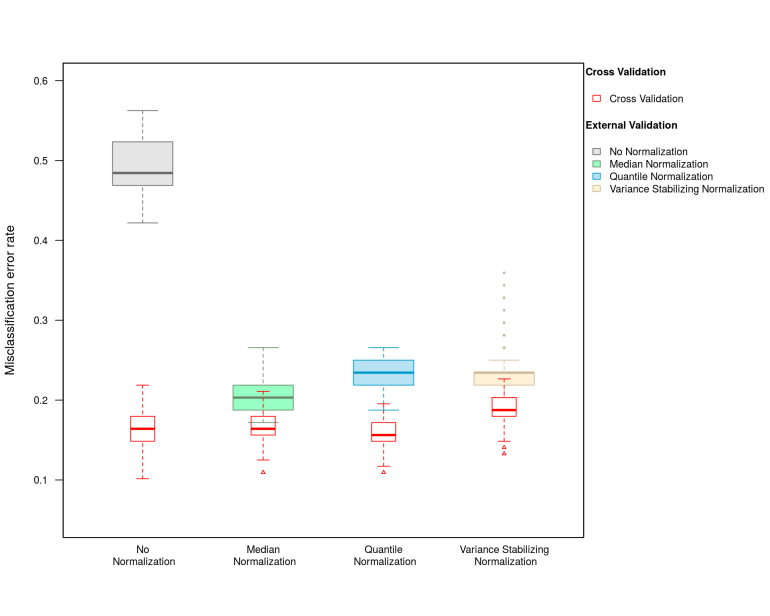 Misclassification error rate
0.6
0.5
0.4
0.3
0.2
0.1
No
Normalization
Median
Normalization
Quantile
Normalization
Variance Stabilizing
Normalization
Cross Validation
Cross Validation
External Validation
No Normalization
Median Normalization
Quantile Normalization
Variance Stabilizing Normalization